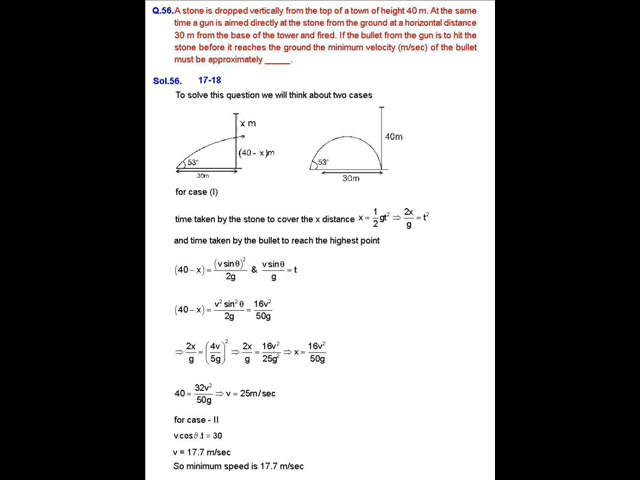 Q.56. A stone is dropped vertically from the top of a town of height 40 m. At the same
time a gun is aimed directly at the stone from the ground at a horizontal distance
30 m from the base of the tower and fired. If the bullet from the gun is to hit the
stone before it reaches the ground the minimum velocity (m/sec) of the bullet
must be approximately _____.
Sol.56. 17-18
To solve this question we will think about two cases
x m
(40 - x)m
53°
30m
40m
53°
30m
for case (I)
time taken by the stone to cover the x distance x = 1/2 gt² ⇒ 2x/g = t²
and time taken by the bullet to reach the highest point
(40 - x) = (v sin θ)²/2g & v sin θ/g = t
(40 - x) = v² sin² θ/2g = 16v²/50g
⇒ 2x/g = (4v/5g)² ⇒ 2x/g = 16v²/25g² ⇒ x = 16v²/50g
40 = 32v²/50g ⇒ v = 25m/sec
for case - II
v cos θ .t = 30
v = 17.7 m/sec
So minimum speed is 17.7 m/sec